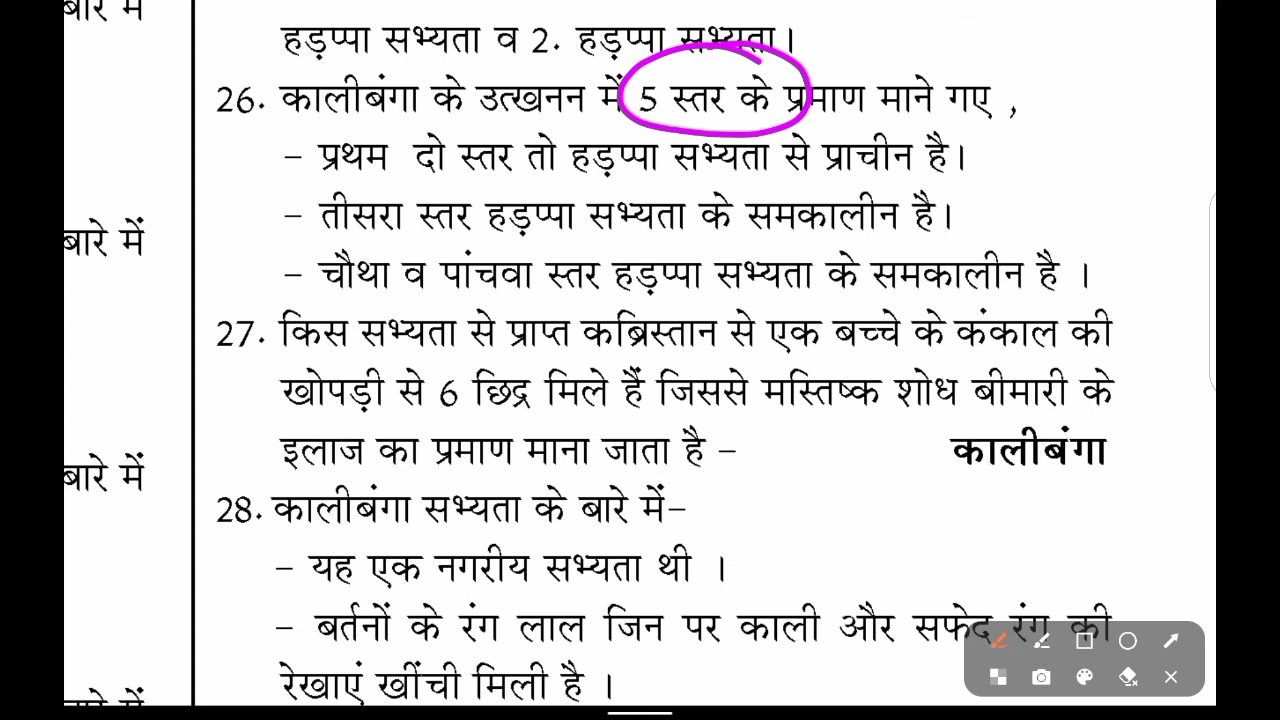 बारे में
हड़प्पा सभ्यता व 2. हड़प्पा सभ्यता।
26. कालीबंगा के उत्खनन में 5 स्तर के प्रमाण माने गए ,
– प्रथम दो स्तर तो हड़प्पा सभ्यता से प्राचीन है।
– तीसरा स्तर हड़प्पा सभ्यता के समकालीन है।
बारे में
– चौथा व पांचवा स्तर हड़प्पा सभ्यता के समकालीन है ।
27. किस सभ्यता से प्राप्त कब्रिस्तान से एक बच्चे के कंकाल की
खोपड़ी से 6 छिद्र मिले हैं जिससे मस्तिष्क शोध बीमारी के
इलाज का प्रमाण माना जाता है – कालीबंगा
बारे में
28. कालीबंगा सभ्यता के बारे में–
– यह एक नगरीय सभ्यता थी ।
– बर्तनों के रंग लाल जिन पर काली और सफेद रंग की
रेखाएं खींची मिली है ।
बारे में